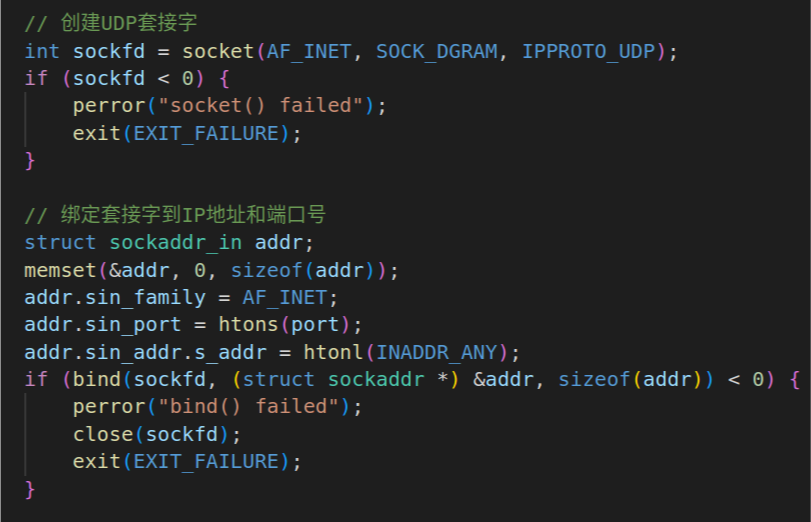 // 创建UDP套接字
int sockfd = socket(AF_INET, SOCK_DGRAM, IPPROTO_UDP);
if (sockfd < 0) {
    perror("socket() failed");
    exit(EXIT_FAILURE);
}

// 绑定套接字到IP地址和端口号
struct sockaddr_in addr;
memset(&addr, 0, sizeof(addr));
addr.sin_family = AF_INET;
addr.sin_port = htons(port);
addr.sin_addr.s_addr = htonl(INADDR_ANY);
if (bind(sockfd, (struct sockaddr *) &addr, sizeof(addr)) < 0) {
    perror("bind() failed");
    close(sockfd);
    exit(EXIT_FAILURE);
}